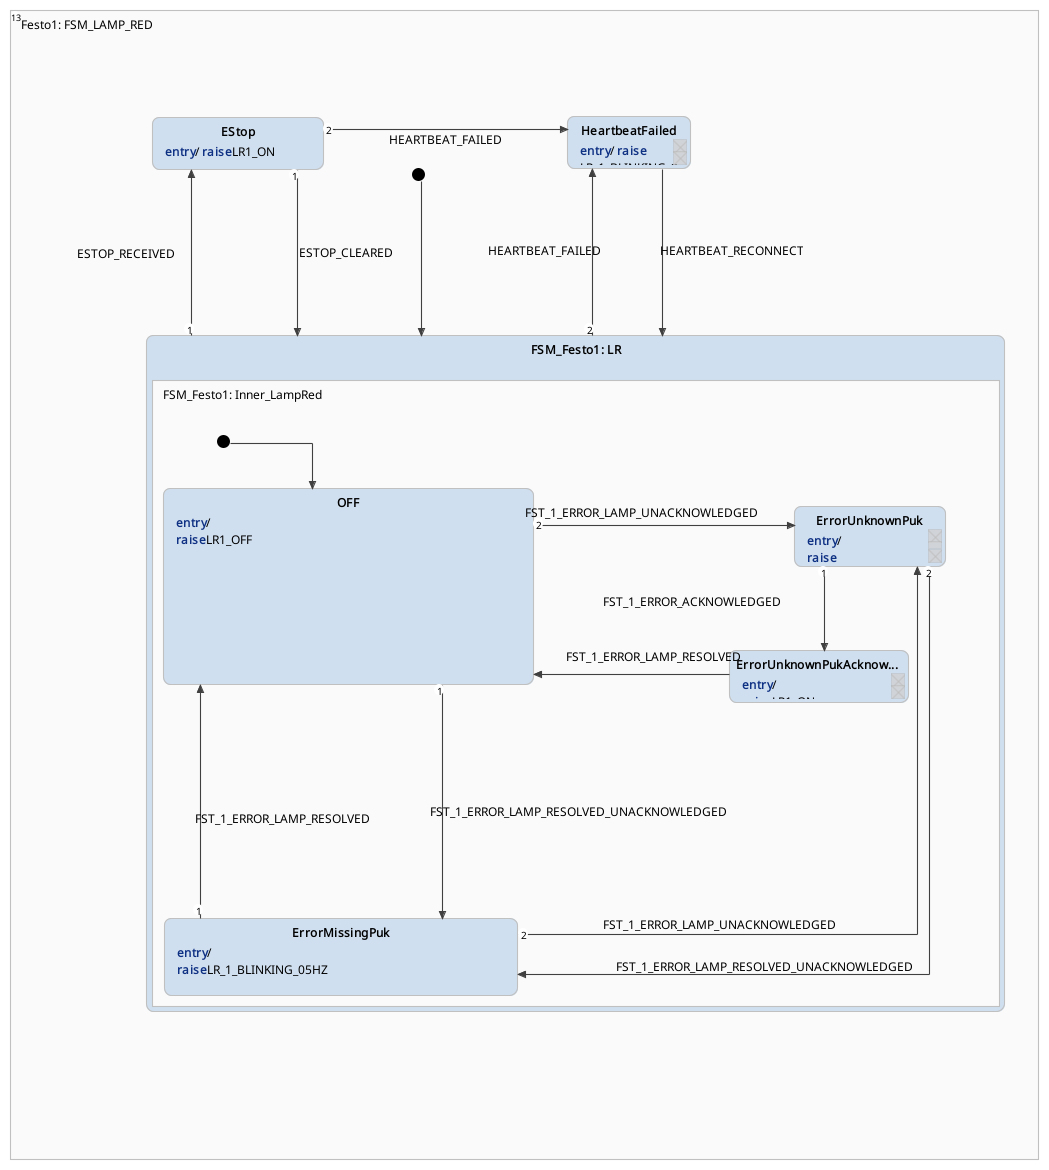 13
Festo1: FSM_LAMP_RED
EStop
entry/ raise LR1_ON
2
HEARTBEAT_FAILED
HeartbeatFailed
entry/ raise
1
ESTOP_RECEIVED
ESTOP_CLEARED
HEARTBEAT_FAILED
HEARTBEAT_RECONNECT
1
2
FSM_Festo1: LR
FSM_Festo1: Inner_LampRed
OFF
entry/
raise LR1_OFF
FST_1_ERROR_LAMP_UNACKNOWLEDGED
2
ErrorUnknownPuk
entry/
raise
1
2
FST_1_ERROR_ACKNOWLEDGED
FST_1_ERROR_LAMP_RESOLVED
ErrorUnknownPukAcknow...
entry/
1
FST_1_ERROR_LAMP_RESOLVED
FST_1_ERROR_LAMP_RESOLVED_UNACKNOWLEDGED
1
ErrorMissingPuk
entry/
raise LR_1_BLINKING_05HZ
2
FST_1_ERROR_LAMP_UNACKNOWLEDGED
FST_1_ERROR_LAMP_RESOLVED_UNACKNOWLEDGED